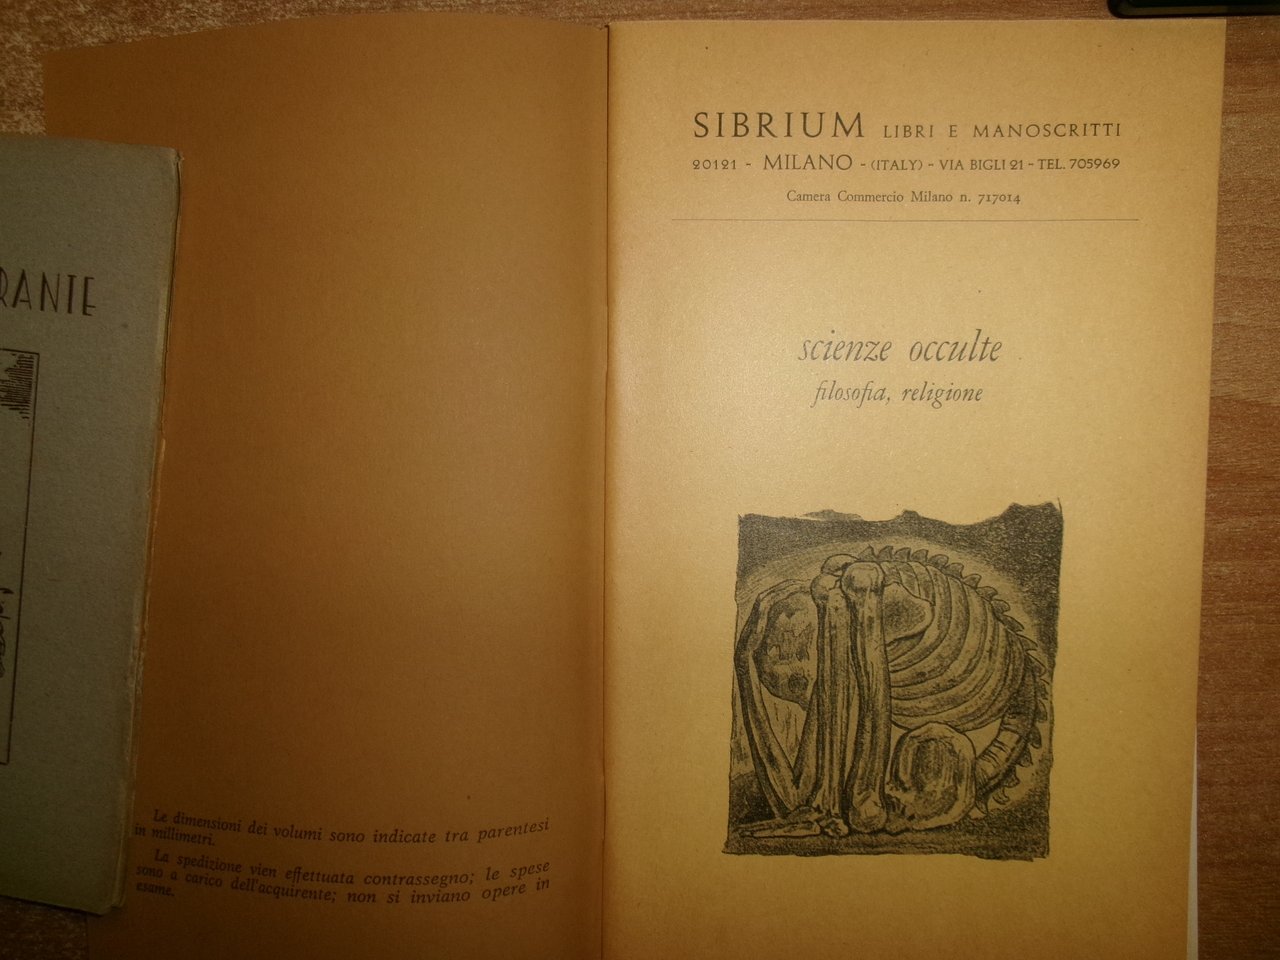 RANTE
Le dimensioni dei volumi sono indicate tra parentesi
in millimetri.
La spedizione vien effettuata contrassegno; le spese
sono a carico dell'acquirente; non si inviano opere in
esame.
SIBRIUM LIBRI E MANOSCRITTI
20121 - MILANO - (ITALY) - VIA BIGLI 21 - TEL. 705969
Camera Commercio Milano n. 717014
scienze occulte
filosofia, religione